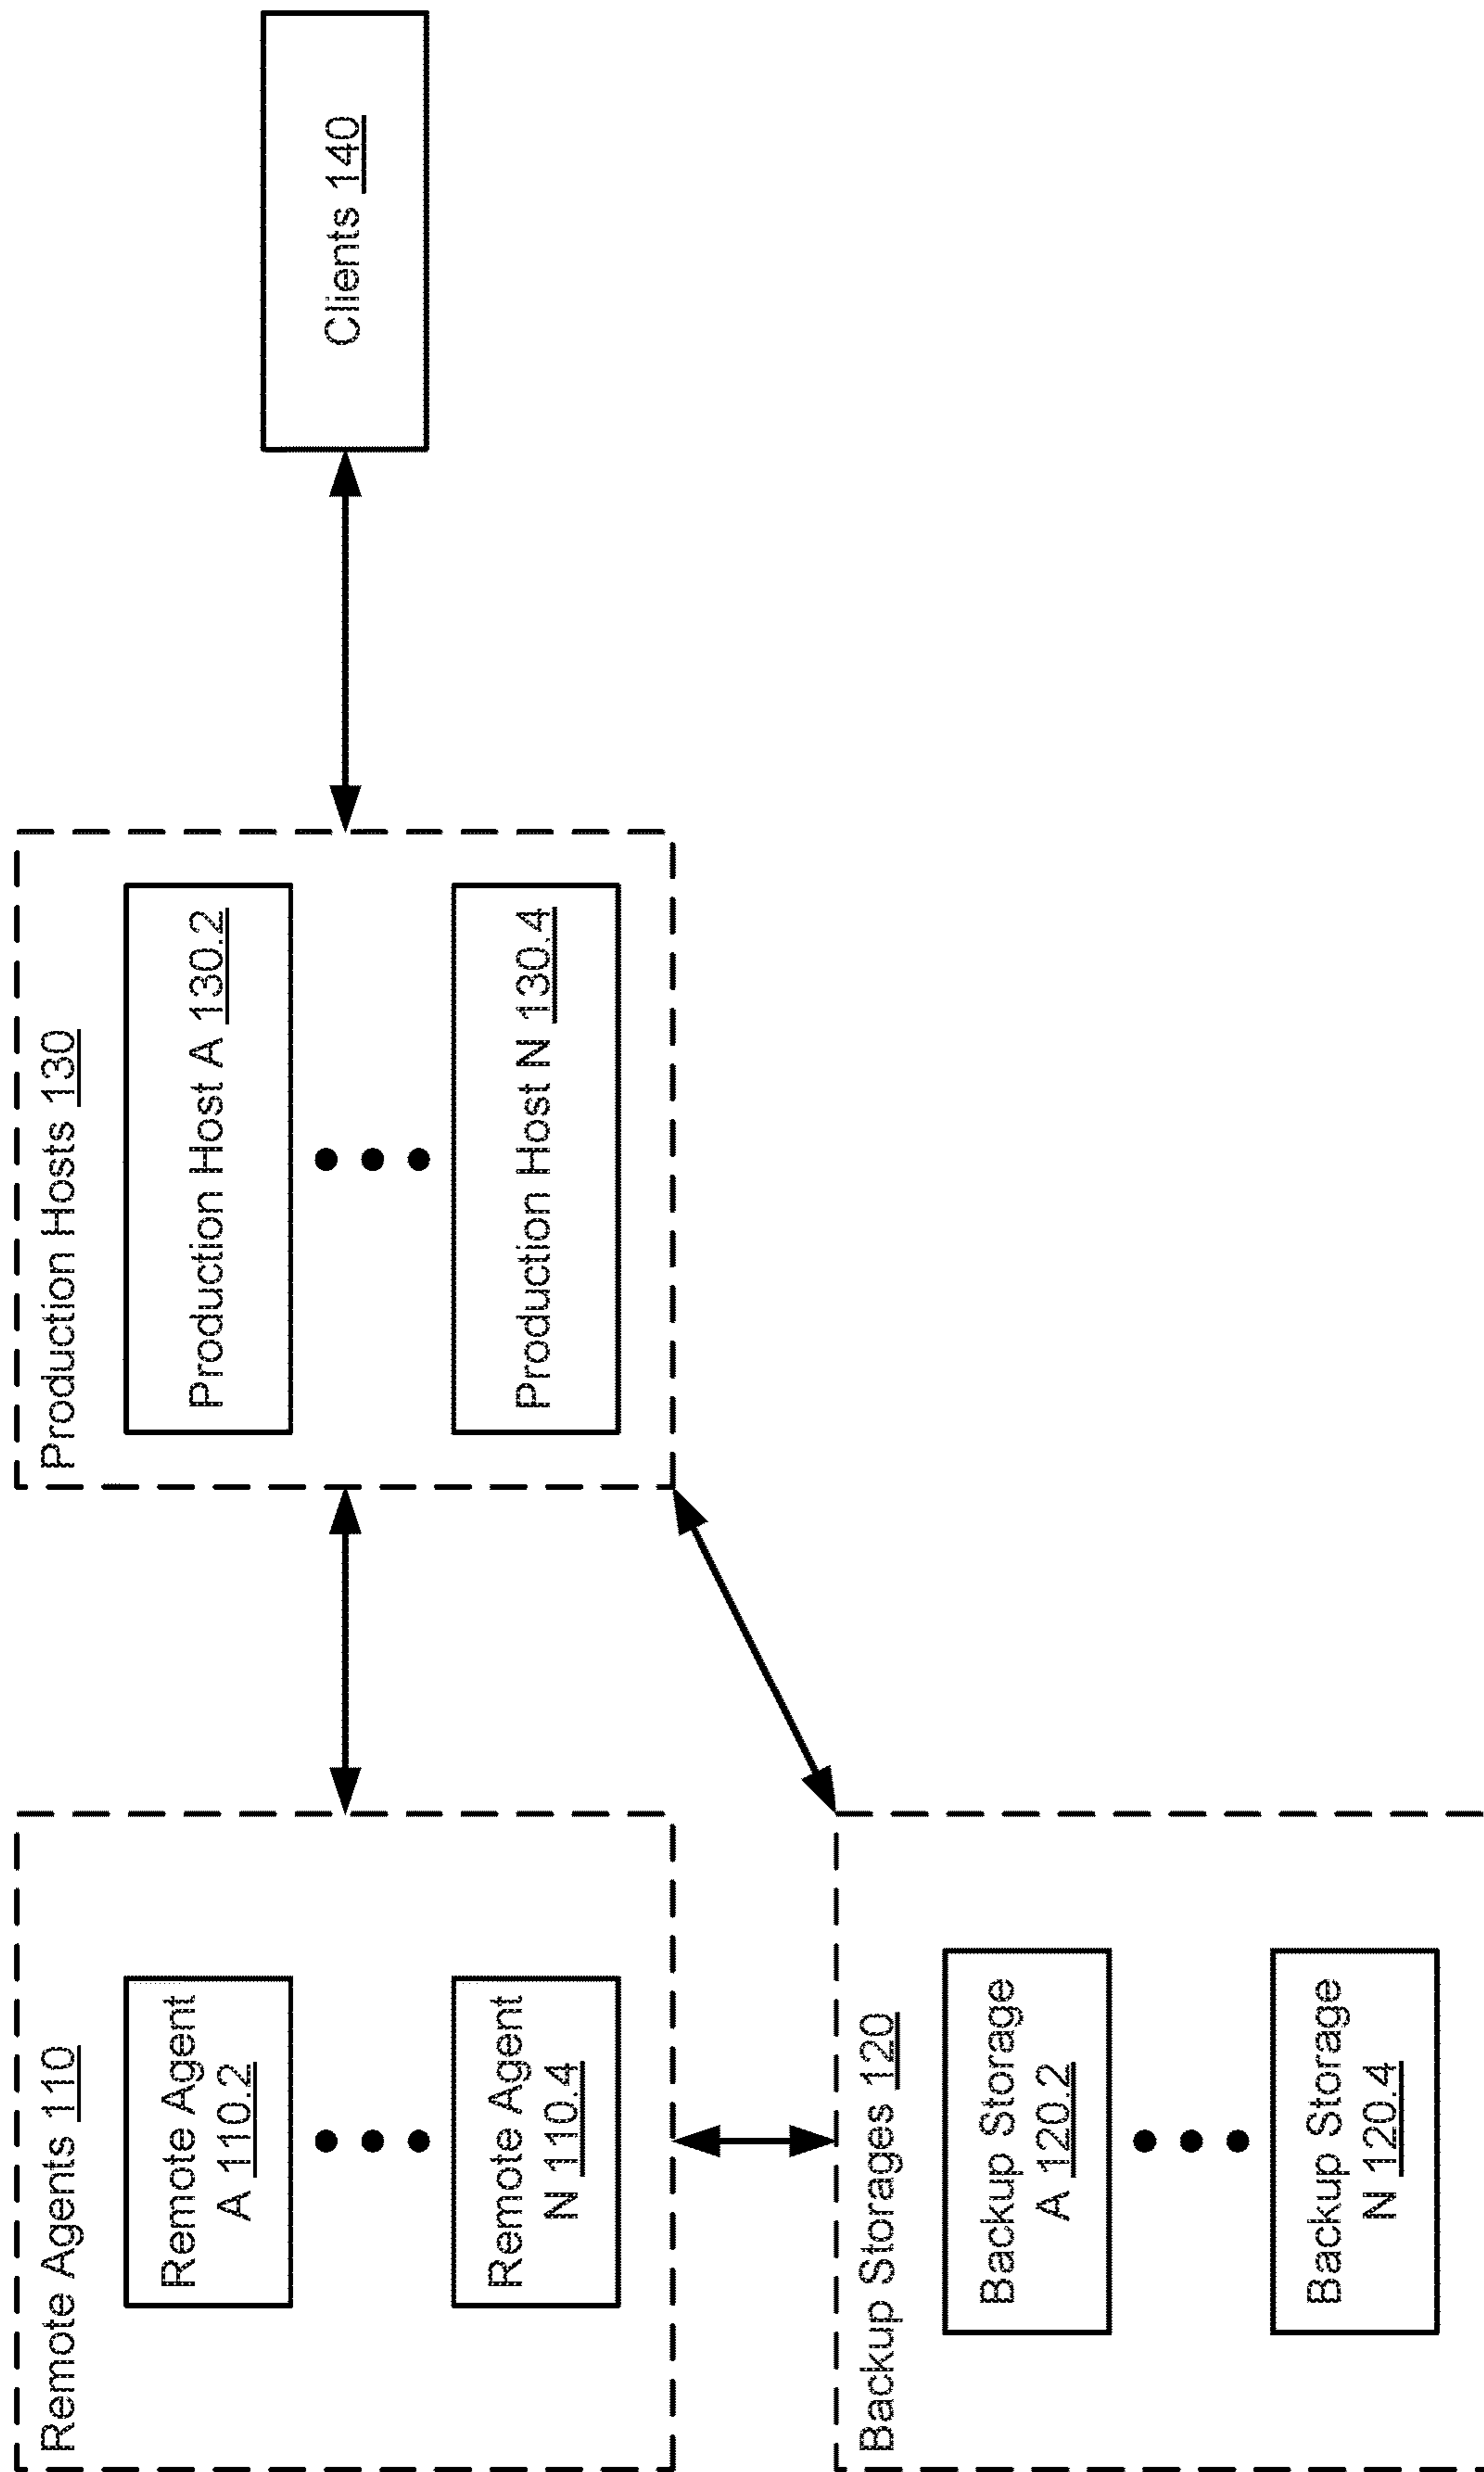 Remote Agents 110
Remote Agent
A 110.2
Remote Agent
N 110.4
Production Hosts 130
Production Host A 130.2
Production Host N 130.4
Clients 140
Backup Storages 120
Backup Storage
A 120.2
Backup Storage
N 120.4